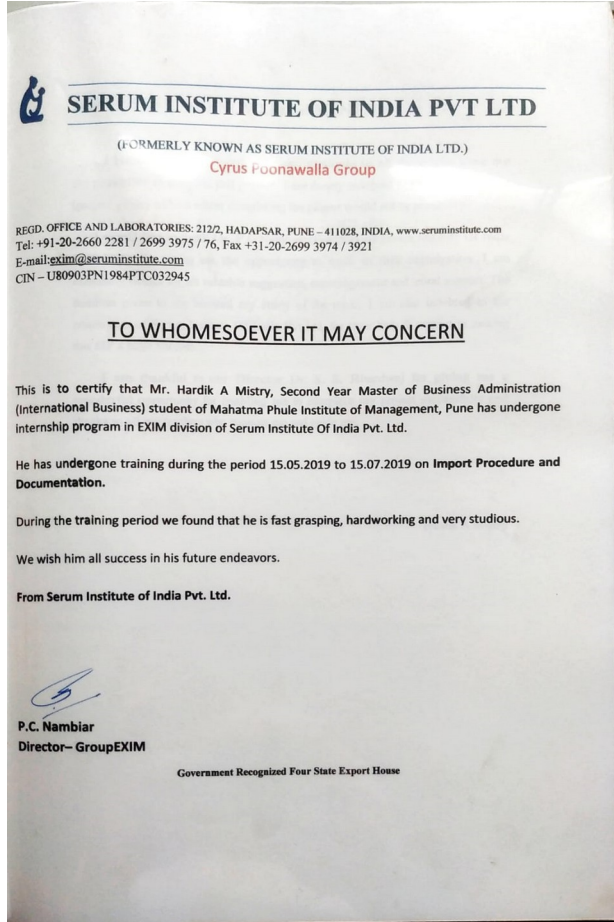 SERUM INSTITUTE OF INDIA PVT LTD
(FORMERLY KNOWN AS SERUM INSTITUTE OF INDIA LTD.)
Cyrus Poonawalla Group
REGD. OFFICE AND LABORATORIES: 212/2, HADAPSAR, PUNE – 411028, INDIA, www.seruminstitute.com
Tel: +91-20-2660 2281 / 2699 3975 / 76, Fax +31-20-2699 3974 / 3921
E-mail:exim@seruminstitute.com
CIN – U80903PN1984PTC032945
TO WHOMESOEVER IT MAY CONCERN
This is to certify that Mr. Hardik A Mistry, Second Year Master of Business Administration
(International Business) student of Mahatma Phule Institute of Management, Pune has undergone
internship program in EXIM division of Serum Institute Of India Pvt. Ltd.
He has undergone training during the period 15.05.2019 to 15.07.2019 on Import Procedure and
Documentation.
During the training period we found that he is fast grasping, hardworking and very studious.
We wish him all success in his future endeavors.
From Serum Institute of India Pvt. Ltd.
P.C. Nambiar
Director– GroupEXIM
Government Recognized Four State Export House